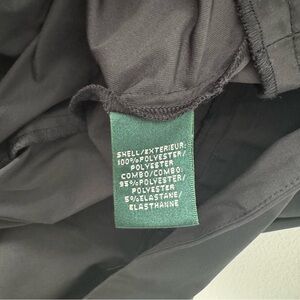 SHELL/EXTERIEUR:
100%POLYESTER/
POLYESTER
COMBO/COMBO:
95%POLYESTER/
POLYESTER
5%ELASTANE/
ELASTHANNE